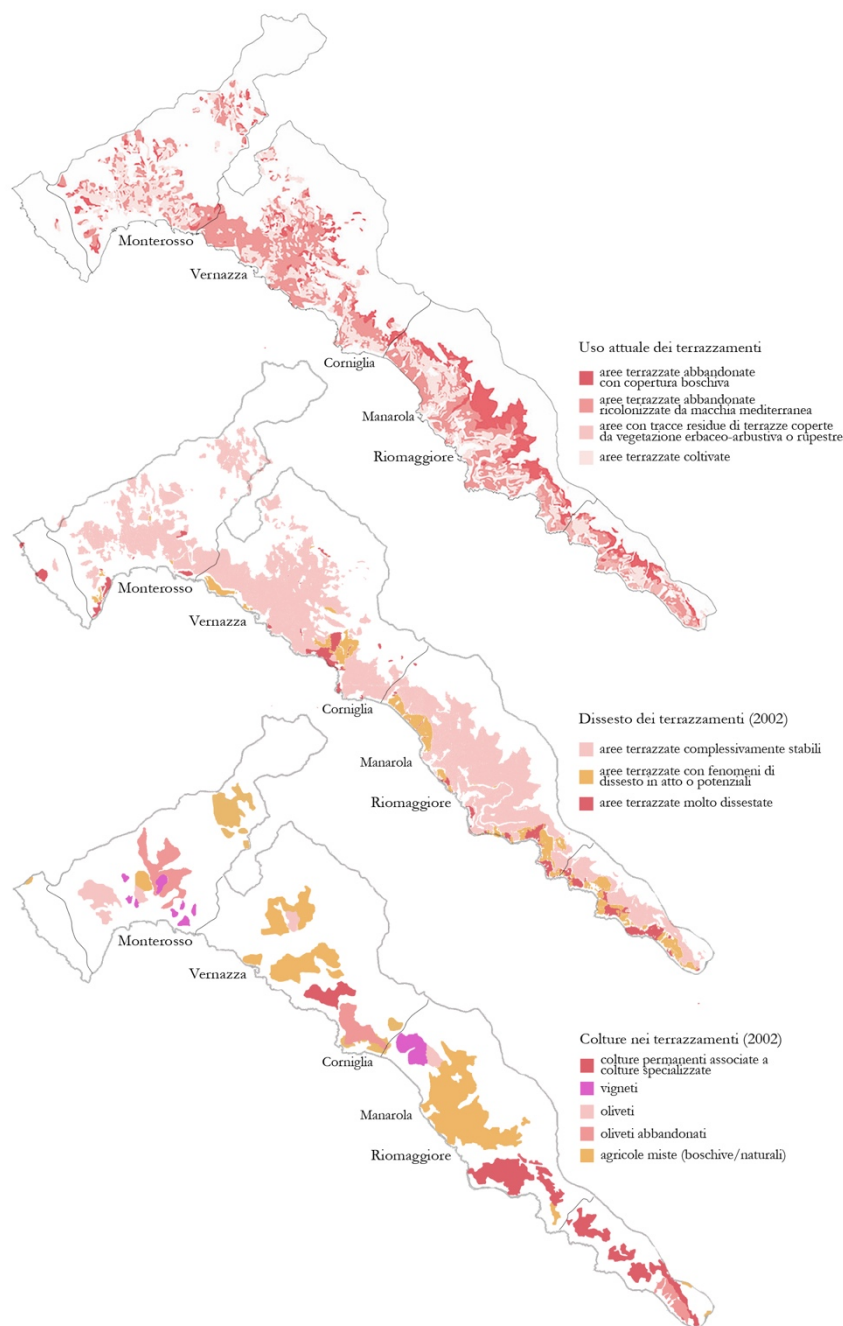 Monterosso
Vernazza
Corniglia
Manarola
Riomaggiore
Uso attuale dei terrazzamenti
aree terrazzate abbandonate
con copertura boschiva
aree terrazzate abbandonate
ricolonizzate da macchia mediterranea
aree con tracce residue di terrazze coperte
da vegetazione erbaceo-arbustiva o rupestre
aree terrazzate coltivate
Monterosso
Vernazza
Corniglia
Manarola
Riomaggiore
Dissesto dei terrazzamenti (2002)
aree terrazzate complessivamente stabili
aree terrazzate con fenomeni di
dissesto in atto o potenziali
aree terrazzate molto dissestate
Monterosso
Vernazza
Corniglia
Manarola
Riomaggiore
Colture nei terrazzamenti (2002)
colture permanenti associate a
colture specializzate
vigneti
oliveti
oliveti abbandonati
agricole miste (boschive/naturali)